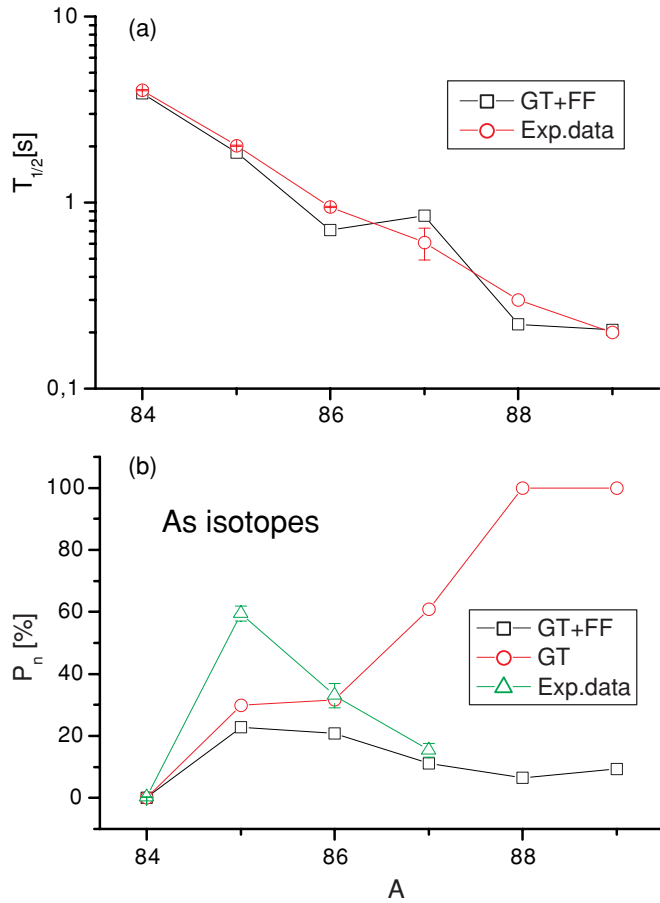 (a)
10
1
0,1
T1/2[s]
GT+FF
Exp.data
84
86
88
(b)
As isotopes
100
80
60
40
20
0
Pn [%]
GT+FF
GT
Exp.data
84
86
88
A